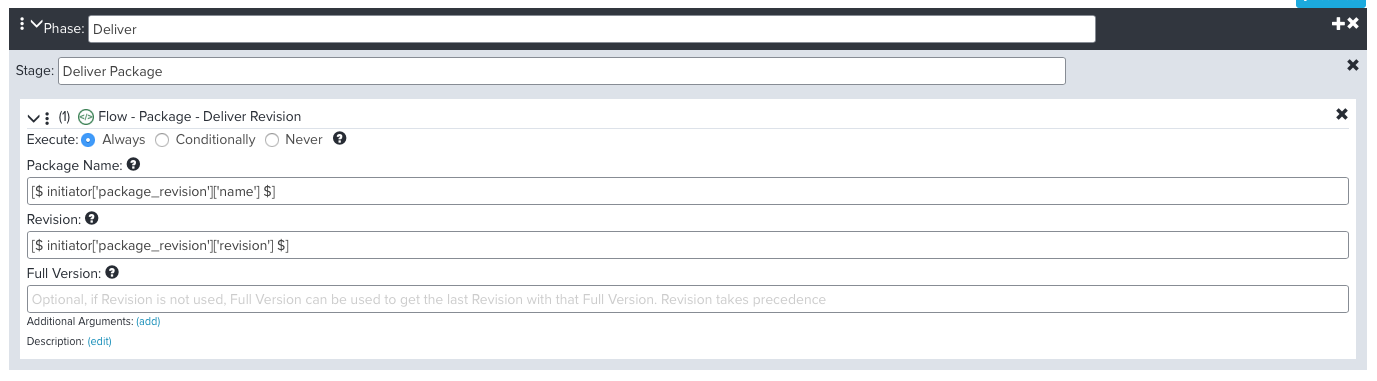 Phase: Deliver
Stage: Deliver Package
(1) </> Flow - Package - Deliver Revision
Execute: Always Conditionally Never
Package Name:
[$ initiator['package_revision']['name'] $]
Revision:
[$ initiator['package_revision']['revision'] $]
Full Version:
Optional, if Revision is not used, Full Version can be used to get the last Revision with that Full Version. Revision takes precedence
Additional Arguments: (add)
Description: (edit)